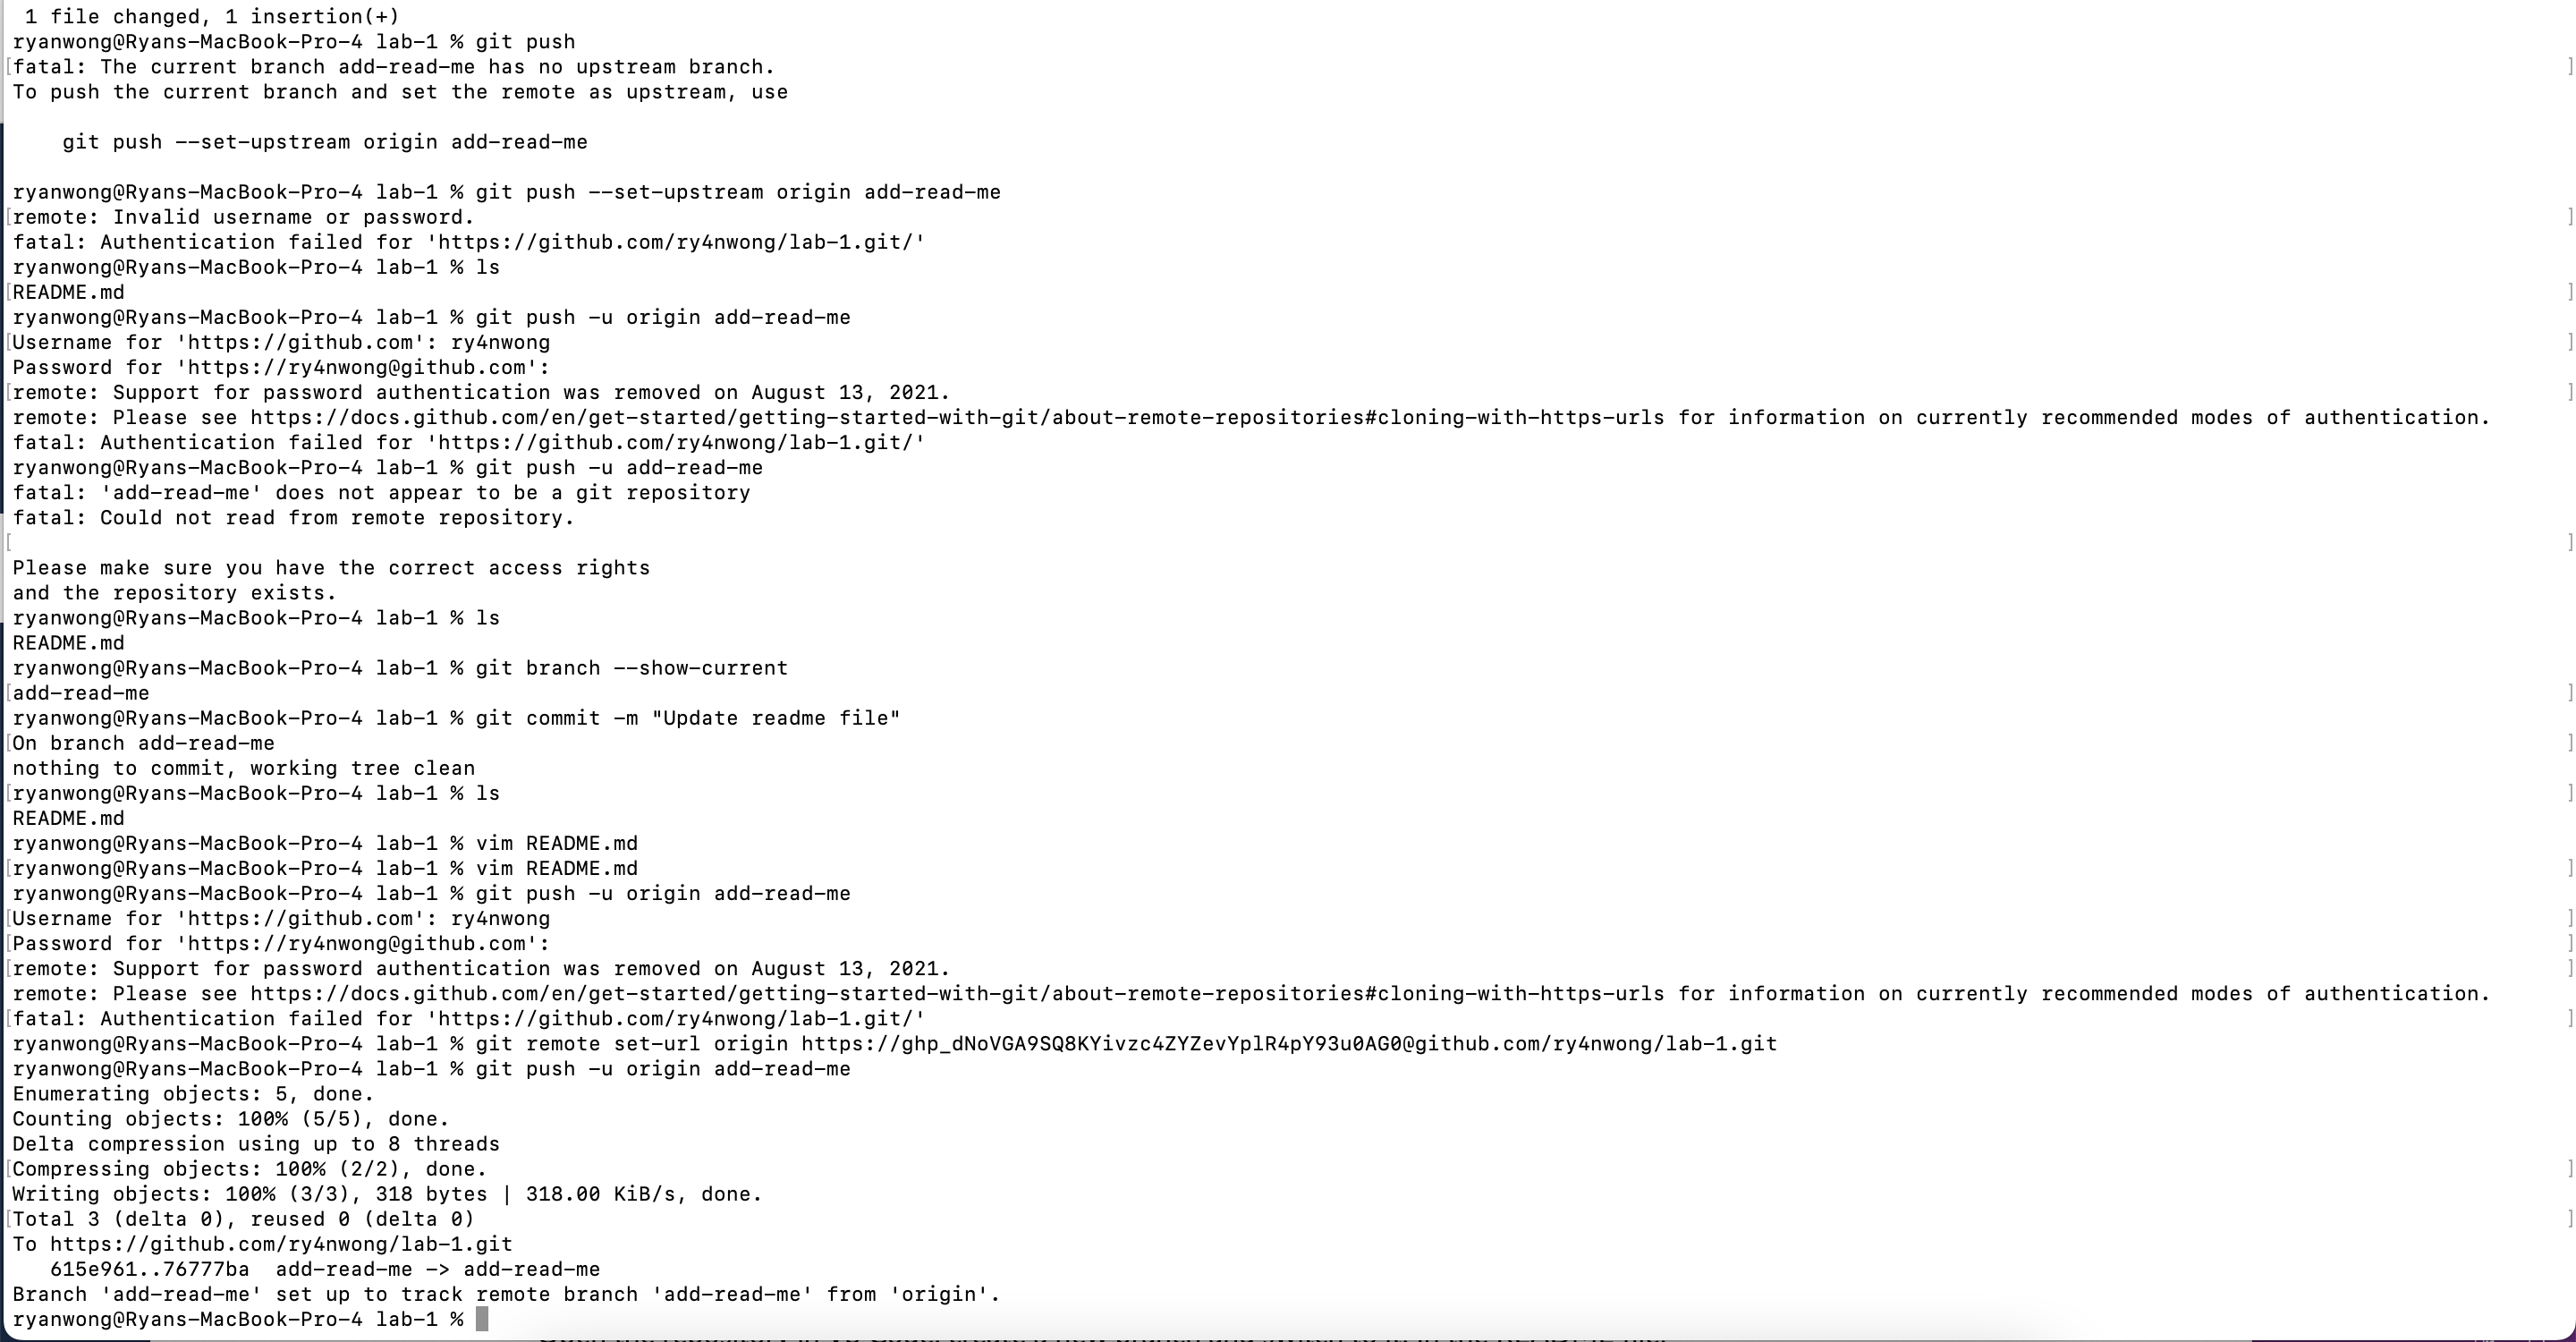 1 file changed, 1 insertion(+)
ryanwong@Ryans-MacBook-Pro-4 lab-1 % git push
[fatal: The current branch add-read-me has no upstream branch. ]
To push the current branch and set the remote as upstream, use
git push --set-upstream origin add-read-me
ryanwong@Ryans-MacBook-Pro-4 lab-1 % git push --set-upstream origin add-read-me
[remote: Invalid username or password. ]
fatal: Authentication failed for 'https://github.com/ry4nwong/lab-1.git/'
ryanwong@Ryans-MacBook-Pro-4 lab-1 % ls
[README.md ]
ryanwong@Ryans-MacBook-Pro-4 lab-1 % git push -u origin add-read-me
[Username for 'https://github.com': ry4nwong ]
Password for 'https://ry4nwong@github.com':
[remote: Support for password authentication was removed on August 13, 2021. ]
remote: Please see https://docs.github.com/en/get-started/getting-started-with-git/about-remote-repositories#cloning-with-https-urls for information on currently recommended modes of authentication.
fatal: Authentication failed for 'https://github.com/ry4nwong/lab-1.git/'
ryanwong@Ryans-MacBook-Pro-4 lab-1 % git push -u add-read-me
fatal: 'add-read-me' does not appear to be a git repository
fatal: Could not read from remote repository.
[ ]
Please make sure you have the correct access rights
and the repository exists.
ryanwong@Ryans-MacBook-Pro-4 lab-1 % ls
README.md
ryanwong@Ryans-MacBook-Pro-4 lab-1 % git branch --show-current
[add-read-me ]
ryanwong@Ryans-MacBook-Pro-4 lab-1 % git commit -m "Update readme file"
[On branch add-read-me ]
nothing to commit, working tree clean
[ryanwong@Ryans-MacBook-Pro-4 lab-1 % ls ]
README.md
ryanwong@Ryans-MacBook-Pro-4 lab-1 % vim README.md
[ryanwong@Ryans-MacBook-Pro-4 lab-1 % vim README.md ]
ryanwong@Ryans-MacBook-Pro-4 lab-1 % git push -u origin add-read-me
[Username for 'https://github.com': ry4nwong ]
[Password for 'https://ry4nwong@github.com': ]
[remote: Support for password authentication was removed on August 13, 2021. ]
remote: Please see https://docs.github.com/en/get-started/getting-started-with-git/about-remote-repositories#cloning-with-https-urls for information on currently recommended modes of authentication.
[fatal: Authentication failed for 'https://github.com/ry4nwong/lab-1.git/' ]
ryanwong@Ryans-MacBook-Pro-4 lab-1 % git remote set-url origin https://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@github.com/ry4nwong/lab-1.git
ryanwong@Ryans-MacBook-Pro-4 lab-1 % git push -u origin add-read-me
Enumerating objects: 5, done.
Counting objects: 100% (5/5), done.
Delta compression using up to 8 threads
[Compressing objects: 100% (2/2), done. ]
Writing objects: 100% (3/3), 318 bytes | 318.00 KiB/s, done.
[Total 3 (delta 0), reused 0 (delta 0) ]
To https://github.com/ry4nwong/lab-1.git
615e961..76777ba  add-read-me -> add-read-me
Branch 'add-read-me' set up to track remote branch 'add-read-me' from 'origin'.
ryanwong@Ryans-MacBook-Pro-4 lab-1 %